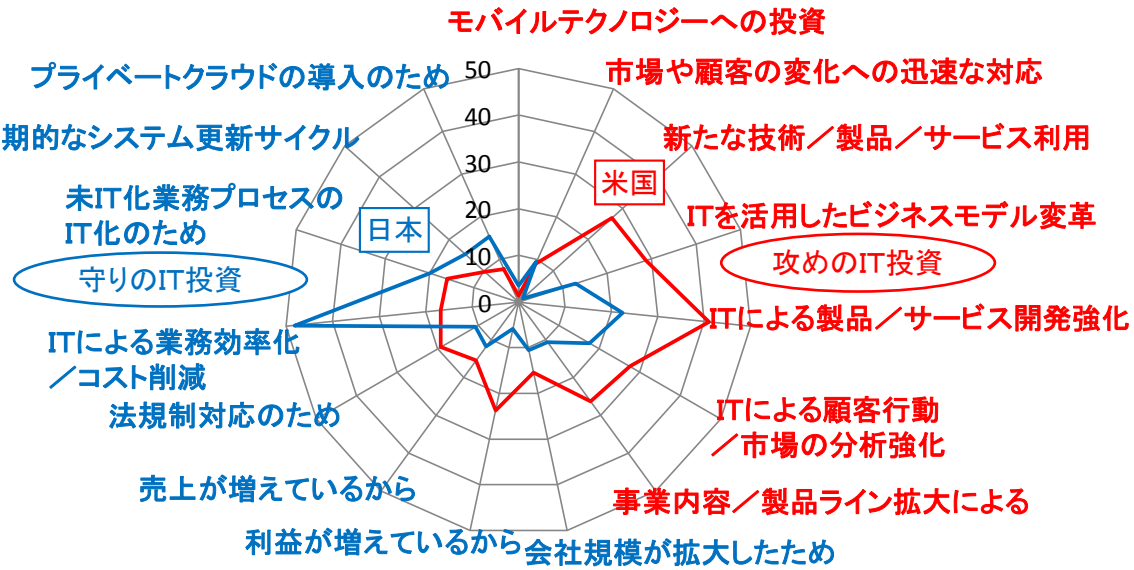 モバイルテクノロジーへの投資
プライベートクラウドの導入のため
50
市場や顧客の変化への迅速な対応
期的なシステム更新サイクル
40
新たな技術／製品／サービス利用
未IT化業務プロセスの
IT化のため
30
米国
日本
20
ITを活用したビジネスモデル変革
守りのIT投資
10
攻めのIT投資
0
ITによる製品／サービス開発強化
ITによる業務効率化
／コスト削減
ITによる顧客行動
／市場の分析強化
法規制対応のため
売上が増えているから
事業内容／製品ライン拡大による
利益が増えているから
会社規模が拡大したため